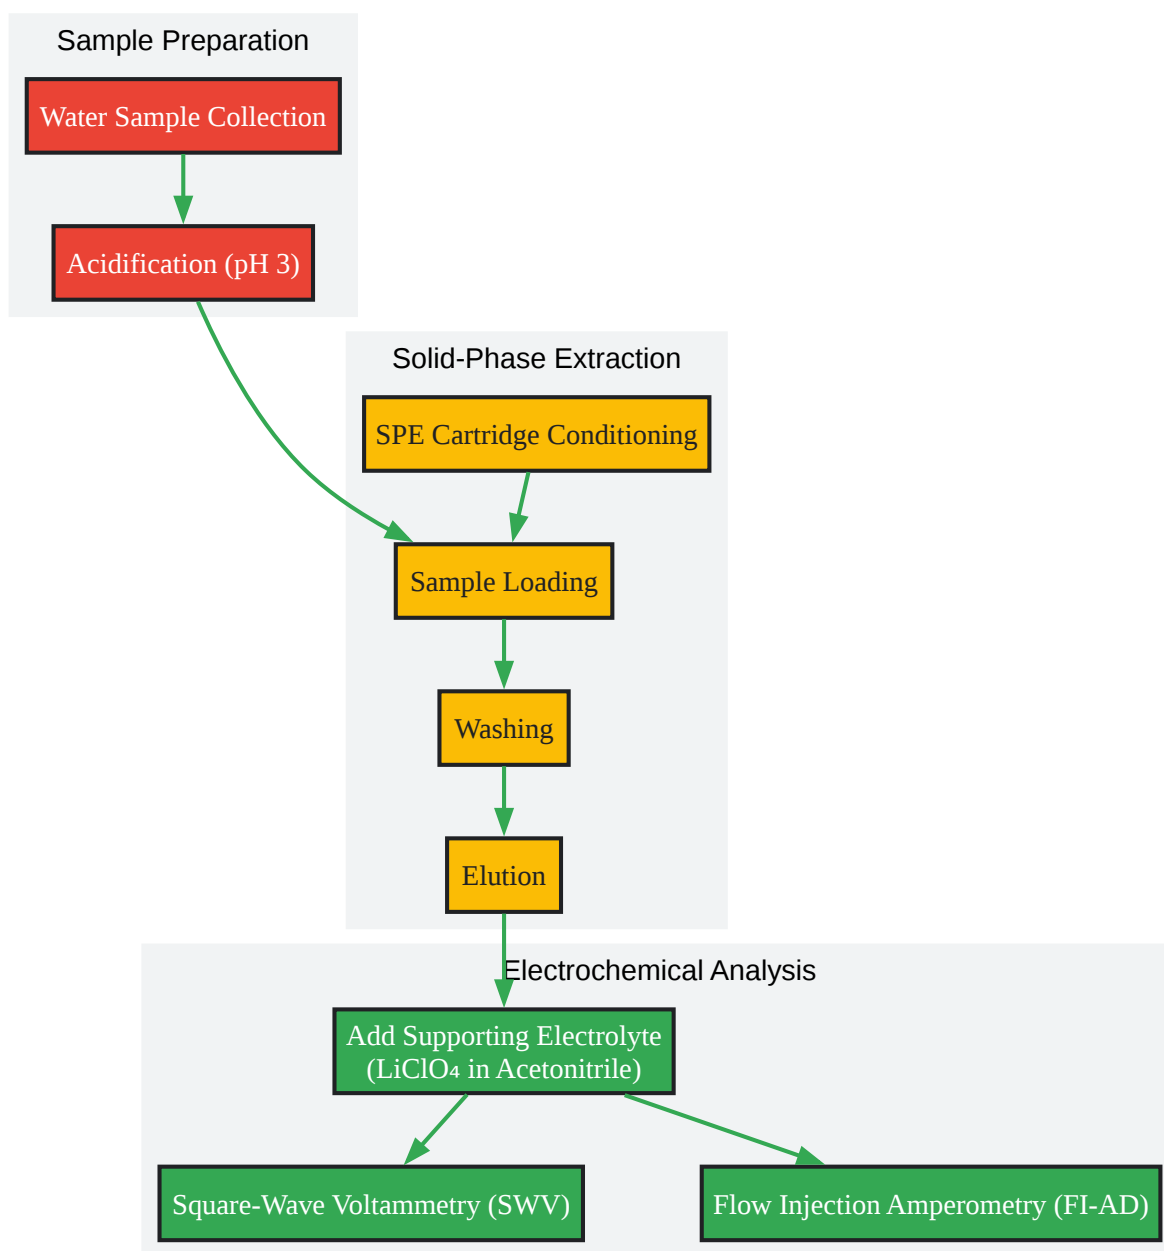 Sample Preparation
Water Sample Collection
Acidification (pH 3)
Solid-Phase Extraction
SPE Cartridge Conditioning
Sample Loading
Washing
Elution
Electrochemical Analysis
Add Supporting Electrolyte
(LiClO₄ in Acetonitrile)
Square-Wave Voltammetry (SWV)
Flow Injection Amperometry (FI-AD)